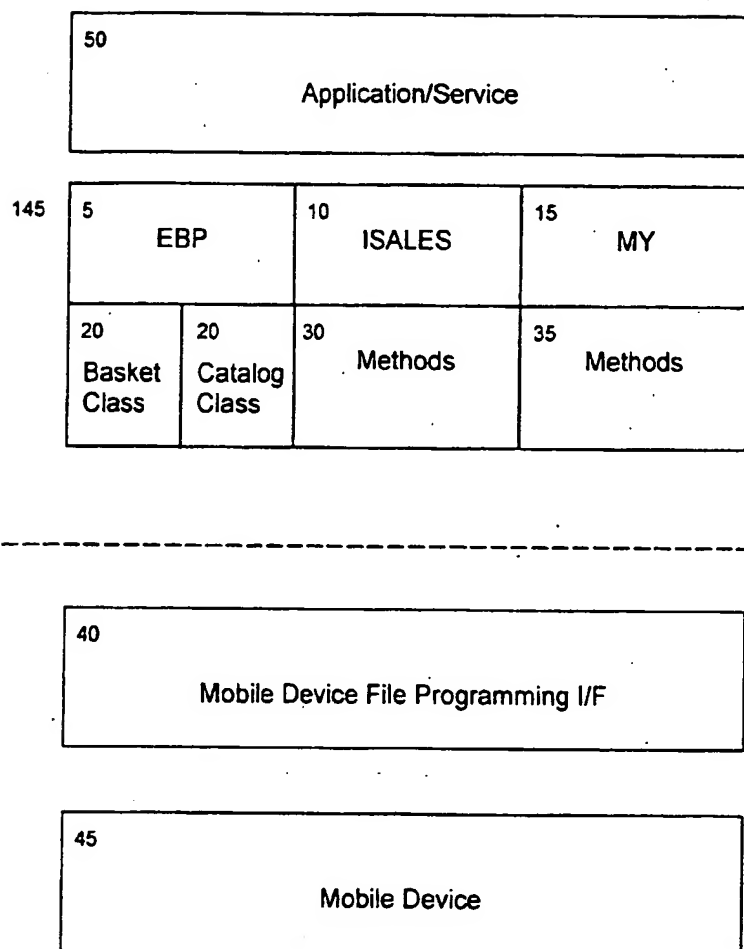 50
Application/Service
145
5
EBP
10
ISALES
15
MY
20
Basket
Class
20
Catalog
Class
30
Methods
35
Methods
40
Mobile Device File Programming I/F
45
Mobile Device